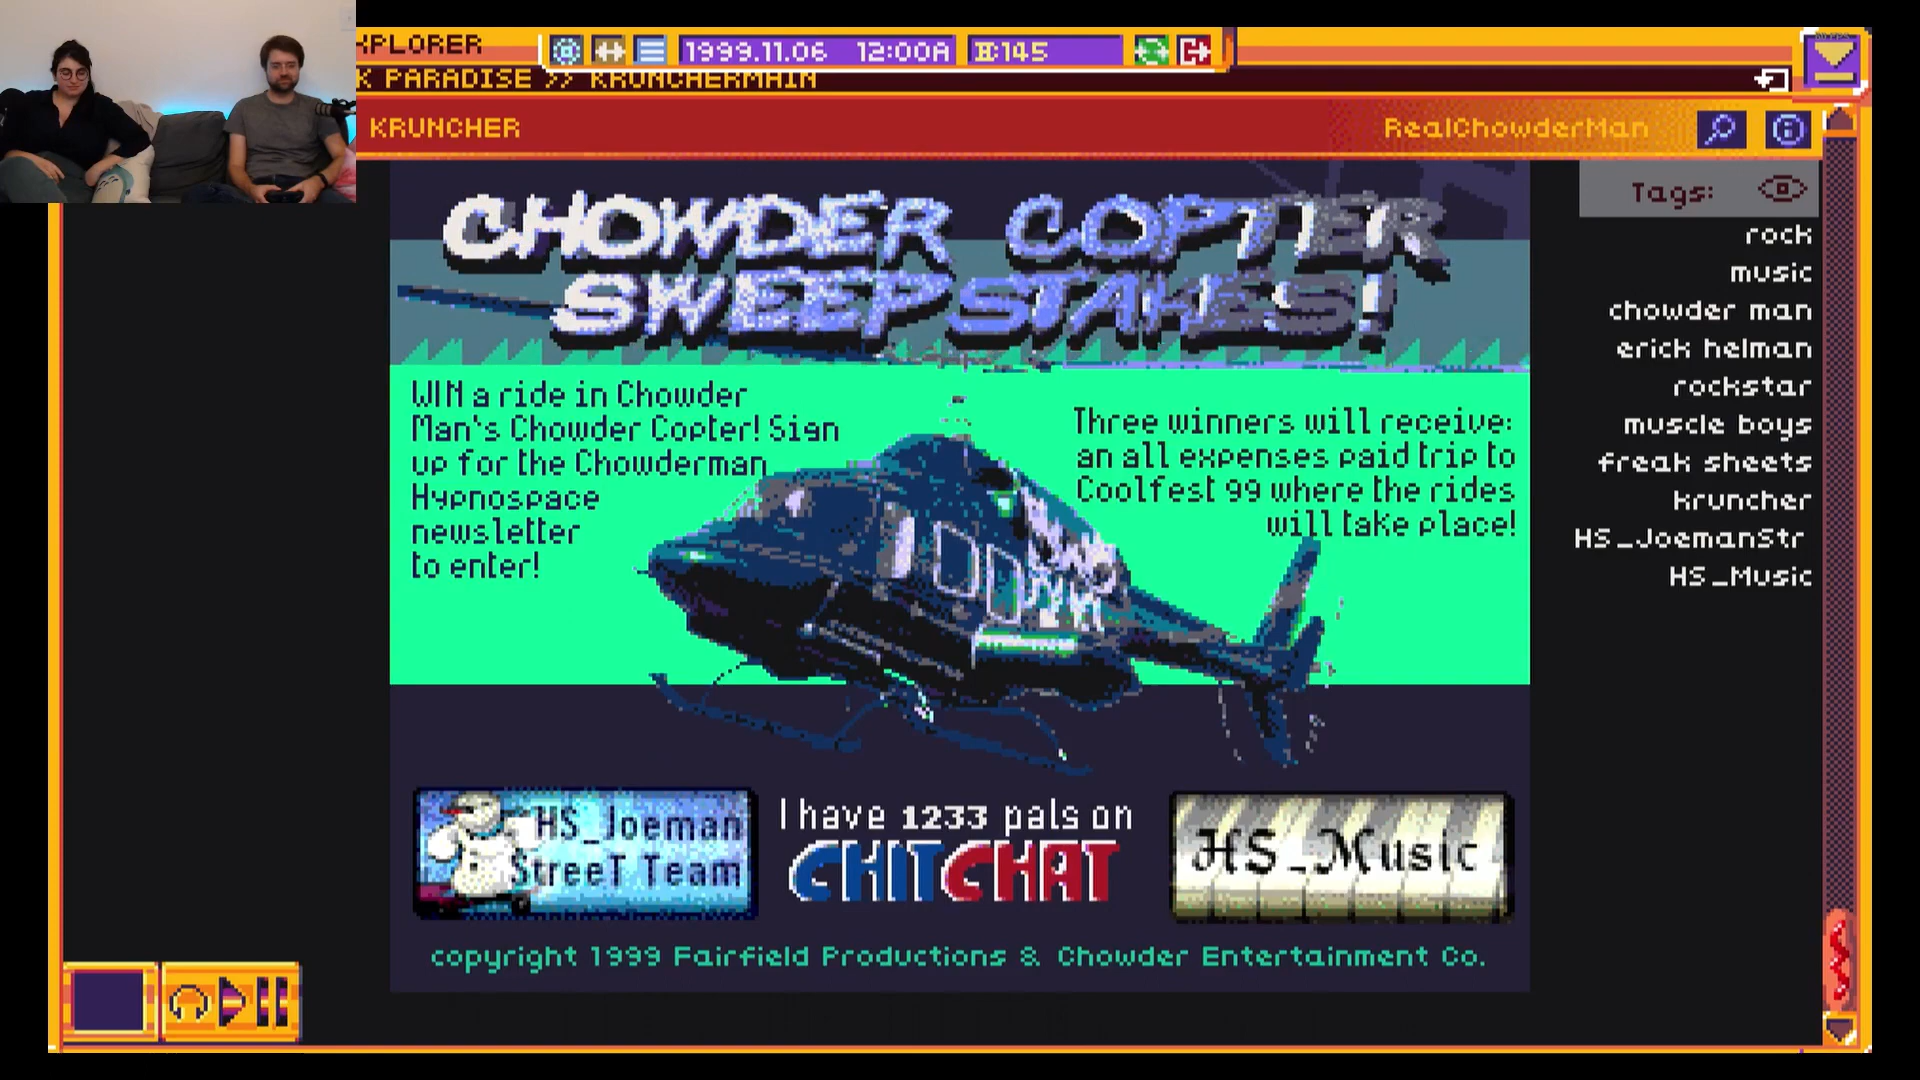 XPLORER
1999.11.06 12:00A
145
K PARADISE >> KRUNCHERMAIN
KRUNCHER
RealChowderMan
CHOWDER COPTER
SWEEPSTAKES!
WIN a ride in Chowder
Man's Chowder Copter! Sign
up for the Chowderman
Hypnospace
newsletter
to enter!
Three winners will receive:
an all expenses paid trip to
Coolfest 99 where the rides
will take place!
Tags:
rock
music
chowder man
erick helman
rockstar
muscle boys
freak sheets
kruncher
HS_JoemanStr
HS_Music
HS_Joeman
StreeT Team
I have 1233 pals on
CHITCHAT
HS_Music
copyright 1999 Fairfield Productions & Chowder Entertainment Co.